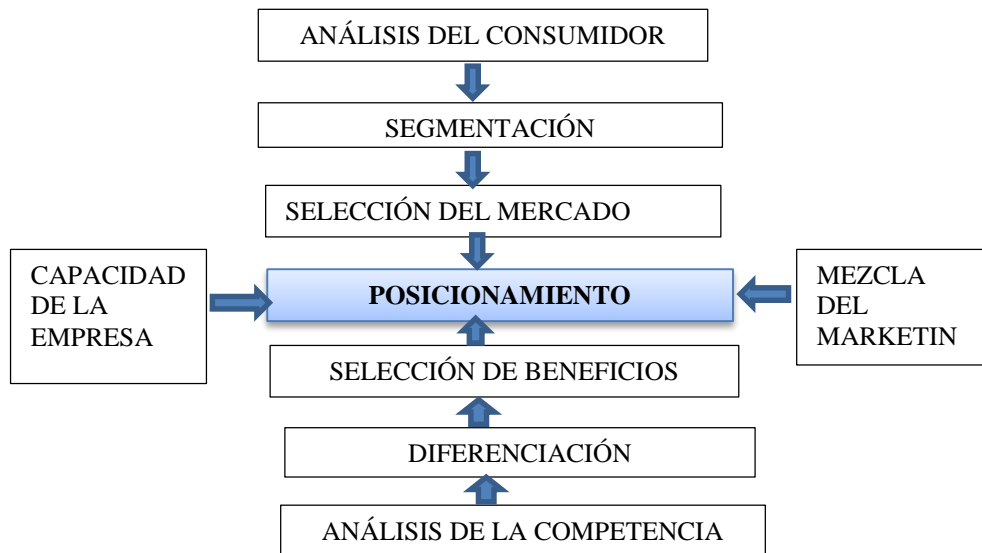 ANÁLISIS DEL CONSUMIDOR
SEGMENTACIÓN
SELECCIÓN DEL MERCADO
CAPACIDAD
DE LA
EMPRESA
POSICIONAMIENTO
MEZCLA
DEL
MARKETIN
SELECCIÓN DE BENEFICIOS
DIFERENCIACIÓN
ANÁLISIS DE LA COMPETENCIA